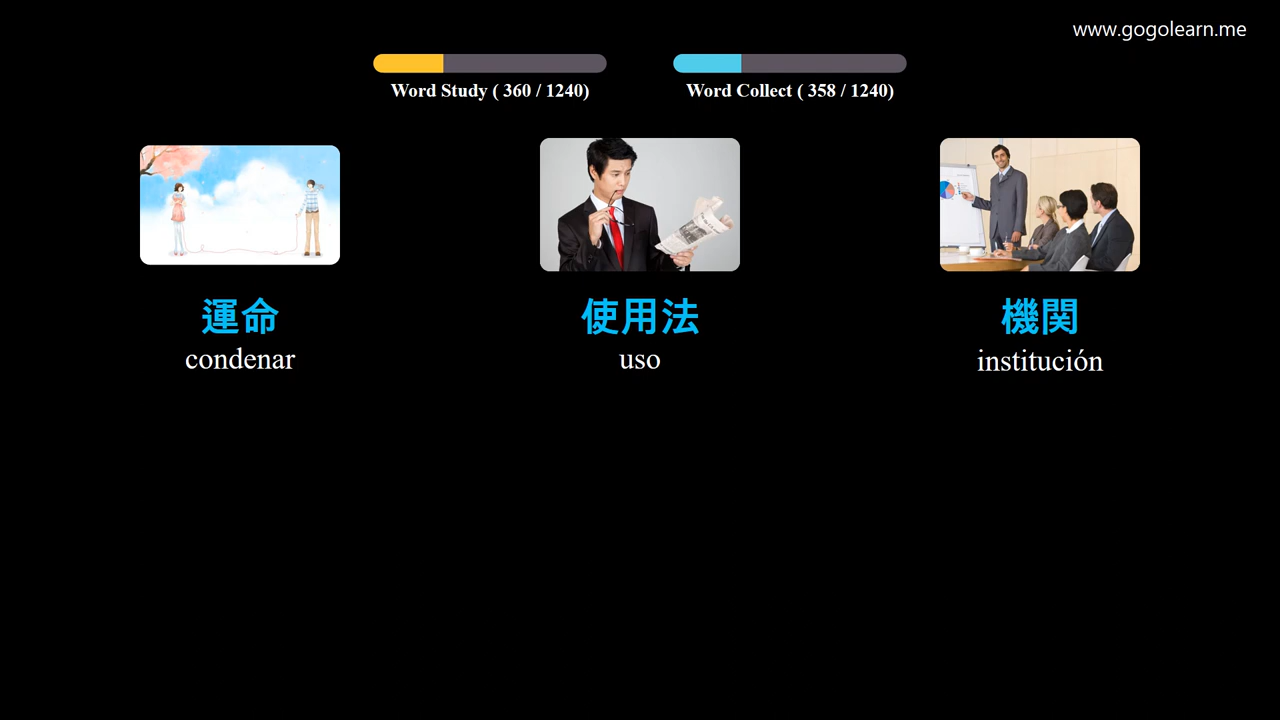 www.gogolearn.me
Word Study ( 360 / 1240)
Word Collect ( 358 / 1240)
運命
condenar
使用法
uso
機関
institución